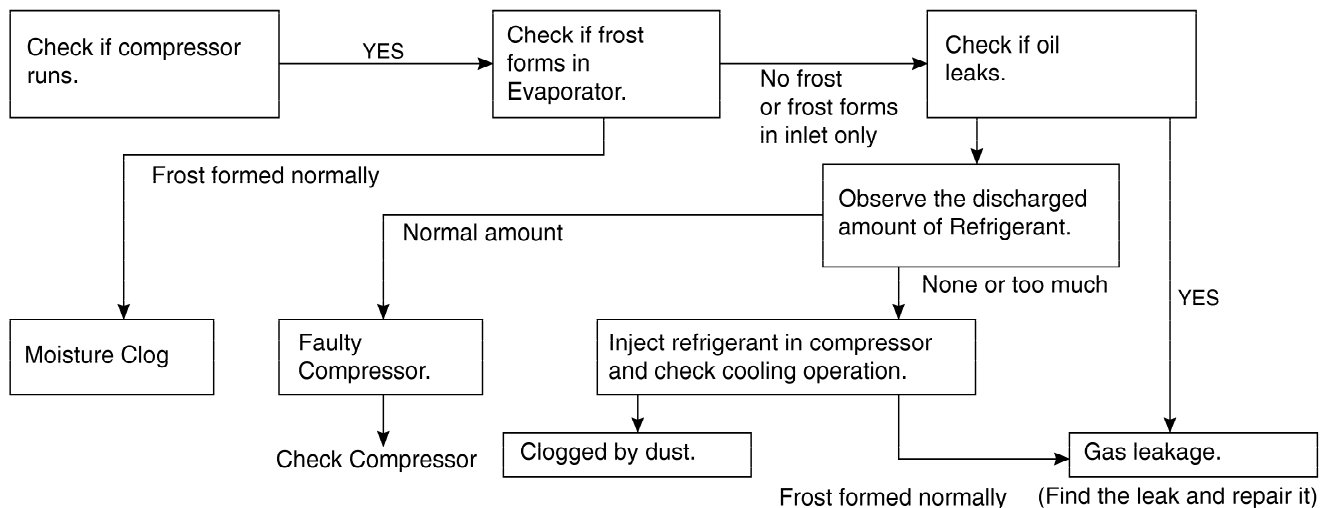 Check if compressor
runs.
YES
Check if frost
forms in
Evaporator.
No frost
or frost forms
in inlet only
Check if oil
leaks.
Frost formed normally
Observe the discharged
amount of Refrigerant.
Normal amount
None or too much
YES
Moisture Clog
Faulty
Compressor.
Inject refrigerant in compressor
and check cooling operation.
Check Compressor
Clogged by dust.
Gas leakage.
Frost formed normally
(Find the leak and repair it)